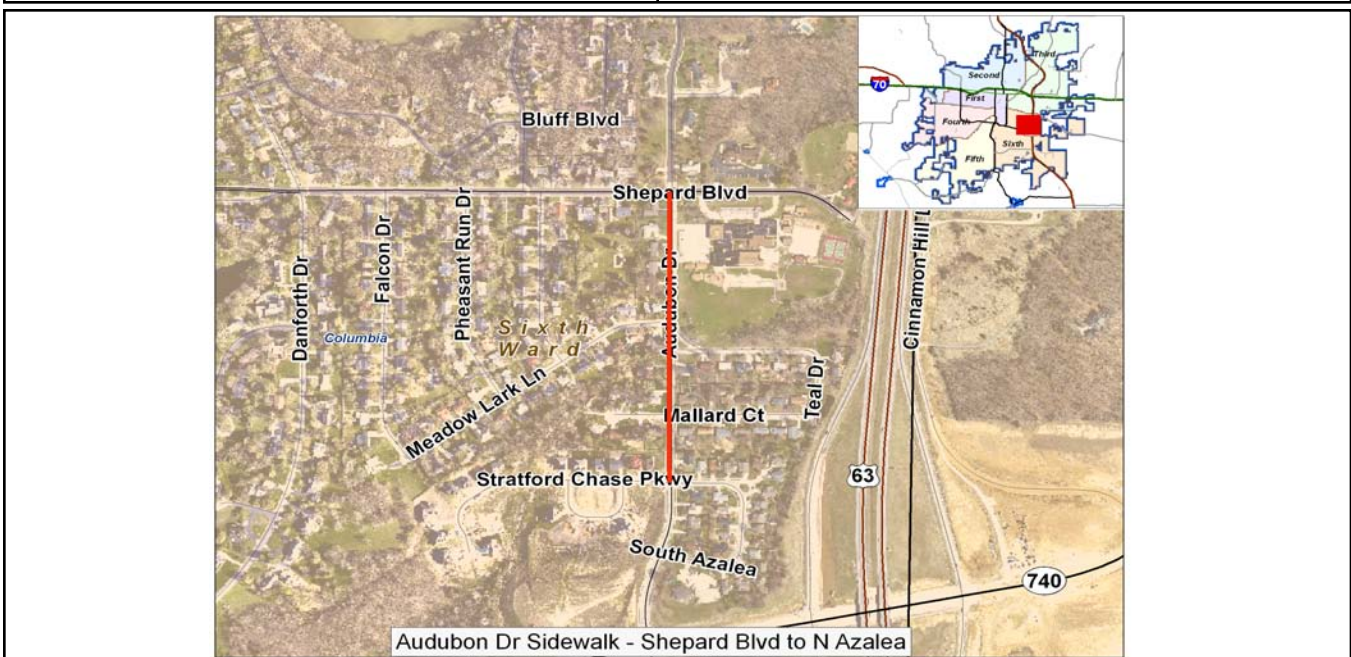 Third
Second
70
First
Fourth
Sixth
Fifth
Bluff Blvd
Shepard Blvd
Danforth Dr
Falcon Dr
Pheasant Run Dr
Audubon Dr
Cinnamon Hill L
Columbia
Sixth
Ward
Meadow Lark Ln
Teal Dr
Mallard Ct
Stratford Chase Pkwy
63
South Azalea
740
Audubon Dr Sidewalk - Shepard Blvd to N Azalea